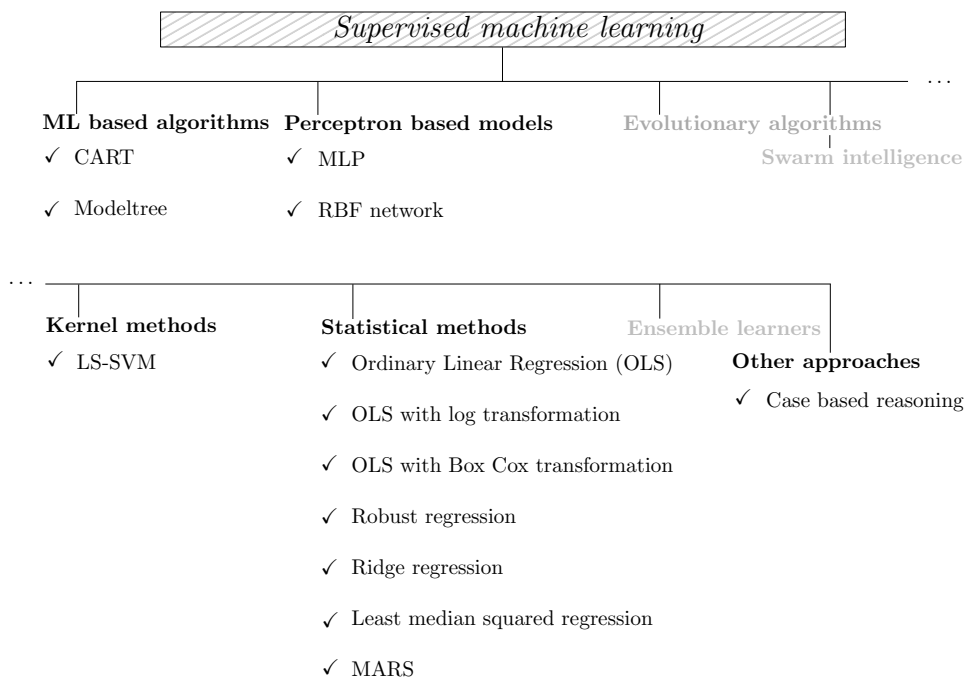 Supervised machine learning
...
ML based algorithms
✓ CART
✓ Modeltree
Perceptron based models
✓ MLP
✓ RBF network
Evolutionary algorithms
Swarm intelligence
...
Kernel methods
✓ LS-SVM
Statistical methods
✓ Ordinary Linear Regression (OLS)
✓ OLS with log transformation
✓ OLS with Box Cox transformation
✓ Robust regression
✓ Ridge regression
✓ Least median squared regression
✓ MARS
Ensemble learners
Other approaches
✓ Case based reasoning